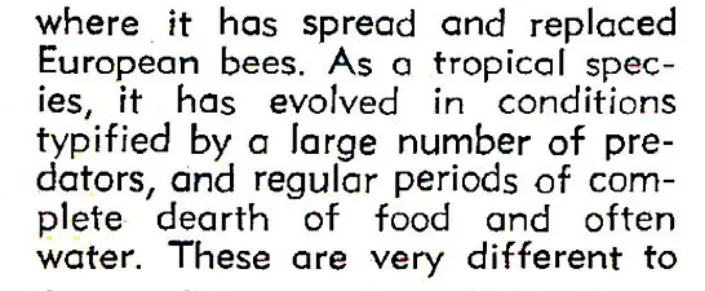 where it has spread and replaced
European bees. As a tropical spec-
ies, it has evolved in conditions
typified by a large number of pre-
dators, and regular periods of com-
plete dearth of food and often
water. These are very different to